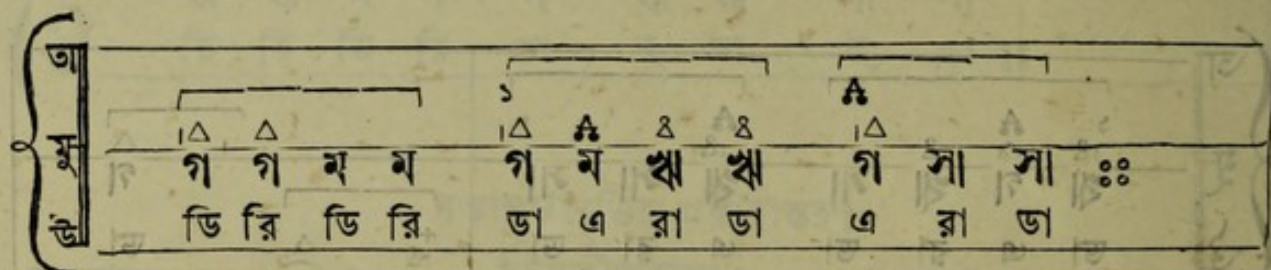 তা
১
মু গ গ ম ম গ ম ঋ ঋ গ সা সা
উ ডি রি ডি রি ডা এ রা ডা এ রা ডা